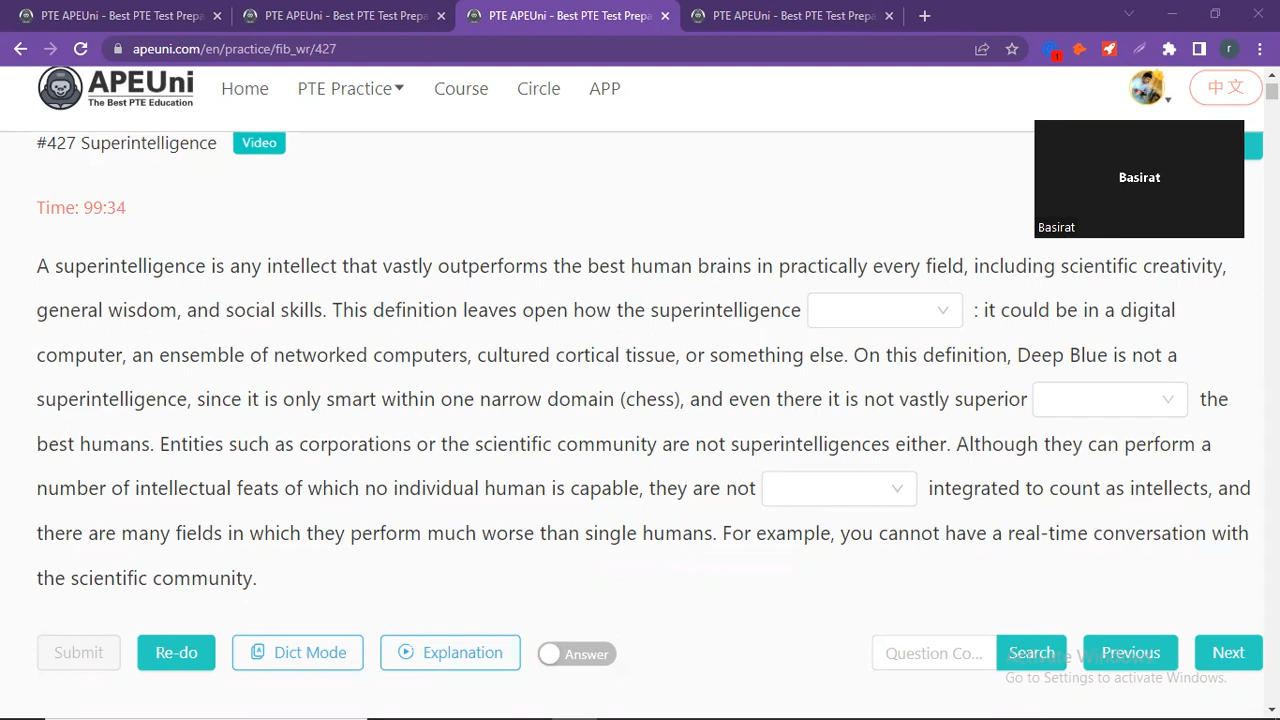 PTE APEUni - Best PTE Test Prepa
PTE APEUni - Best PTE Test Prepa
PTE APEUni - Best PTE Test Prepa
PTE APEUni - Best PTE Test Prepa
apeuni.com/en/practice/fib_wr/427
1
r
APEUni
The Best PTE Education
Home
PTE Practice
Course
Circle
APP
中文
#427 Superintelligence
Video
Basirat
Basirat
Time: 99:34
A superintelligence is any intellect that vastly outperforms the best human brains in practically every field, including scientific creativity,
general wisdom, and social skills. This definition leaves open how the superintelligence : it could be in a digital
computer, an ensemble of networked computers, cultured cortical tissue, or something else. On this definition, Deep Blue is not a
superintelligence, since it is only smart within one narrow domain (chess), and even there it is not vastly superior the
best humans. Entities such as corporations or the scientific community are not superintelligences either. Although they can perform a
number of intellectual feats of which no individual human is capable, they are not integrated to count as intellects, and
there are many fields in which they perform much worse than single humans. For example, you cannot have a real-time conversation with
the scientific community.
Submit
Re-do
Dict Mode
Explanation
Answer
Question Co...
Search
Previous
Next
Activate Windows
Go to Settings to activate Windows.